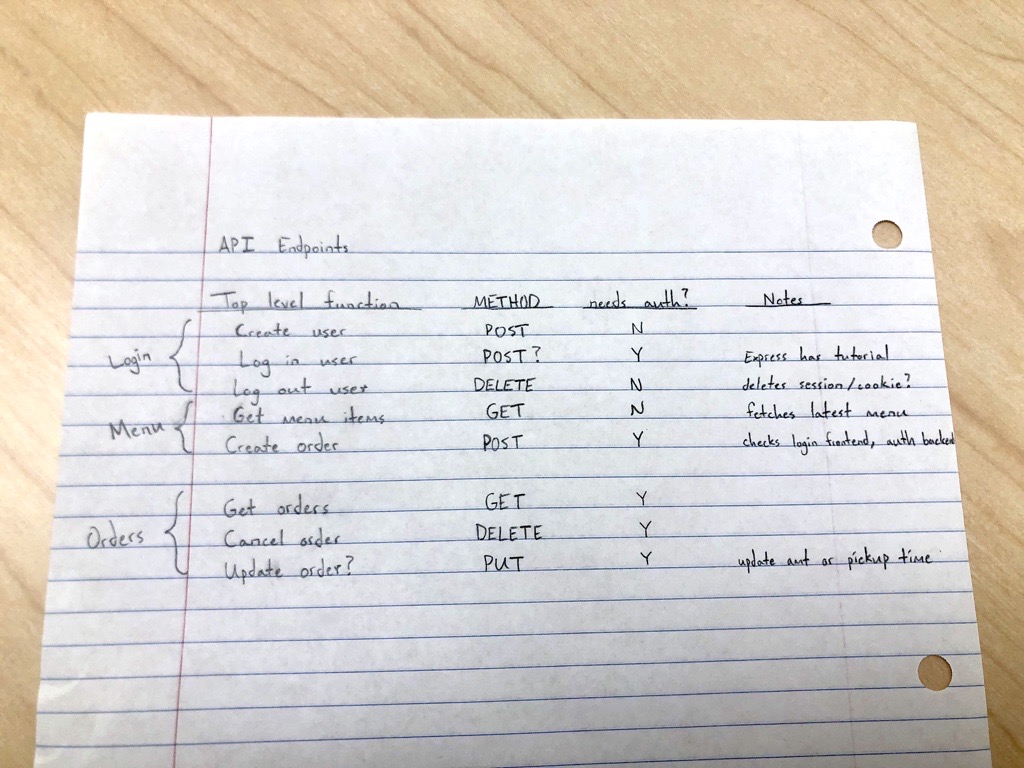 API Endpoints
Top level function METHOD needs auth? Notes
Login
Create user POST N
Log in user POST? Y Express has tutorial
Log out user DELETE N deletes session/cookie?
Menu
Get menu items GET N fetches latest menu
Create order POST Y checks login frontend, auth backed
Orders
Get orders GET Y
Cancel order DELETE Y
Update order? PUT Y update amt or pickup time